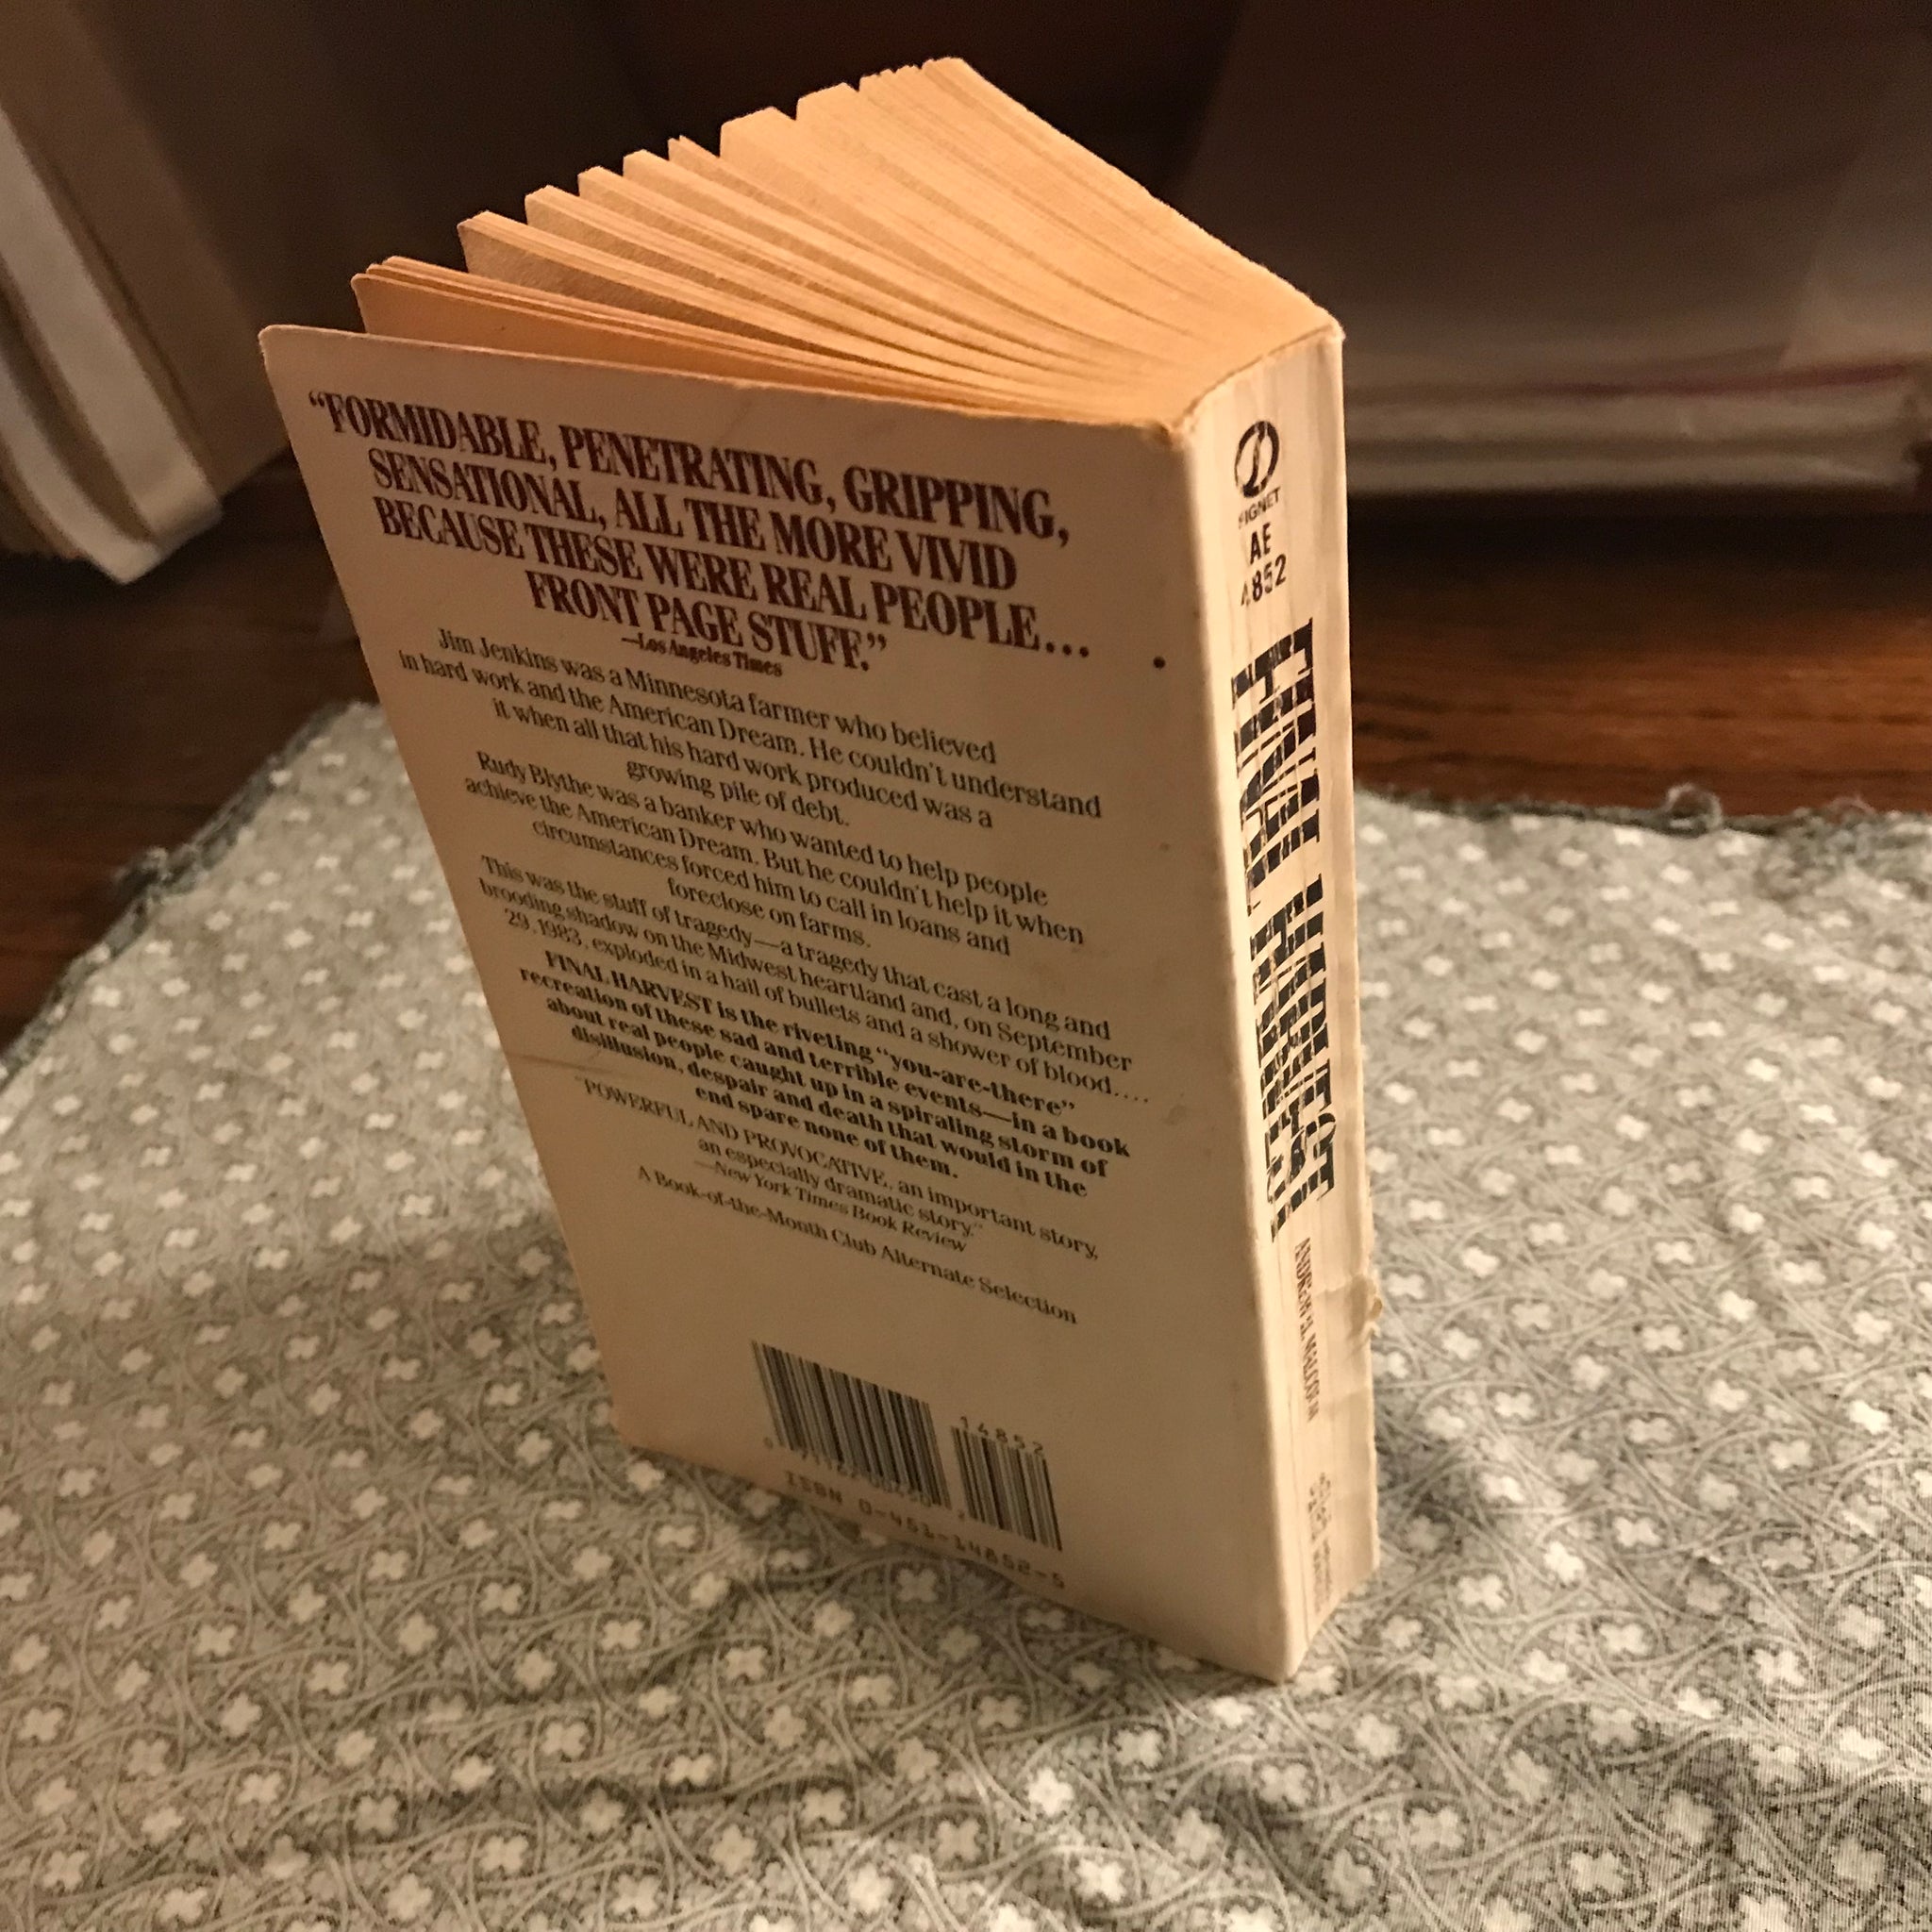 “FORMIDABLE, PENETRATING, GRIPPING,
SENSATIONAL, ALL THE MORE VIVID
BECAUSE THESE WERE REAL PEOPLE...
FRONT PAGE STUFF.”
—Los Angeles Times
Jim Jenkins was a Minnesota farmer who believed
in hard work and the American Dream. He couldn't understand
it when all that his hard work produced was a
growing pile of debt.
Rudy Blythe was a banker who wanted to help people
achieve the American Dream. But he couldn't help it when
circumstances forced him to call in loans and
foreclose on farms.
This was the stuff of tragedy—a tragedy that cast a long and
brooding shadow on the Midwest heartland and, on September
29, 1983, exploded in a hail of bullets and a shower of blood....
FINAL HARVEST is the riveting “you-are-there”
recreation of these sad and terrible events—in a book
about real people caught up in a spiraling storm of
disillusion, despair and death that would in the
end spare none of them.
“POWERFUL AND PROVOCATIVE, an important story,
an especially dramatic story.”
—New York Times Book Review
A Book-of-the-Month Club Alternate Selection
14852
ISBN 0-451-14852-5
SIGNET
AE
4852
FINAL HARVEST
ANDREW H. MALCOLM